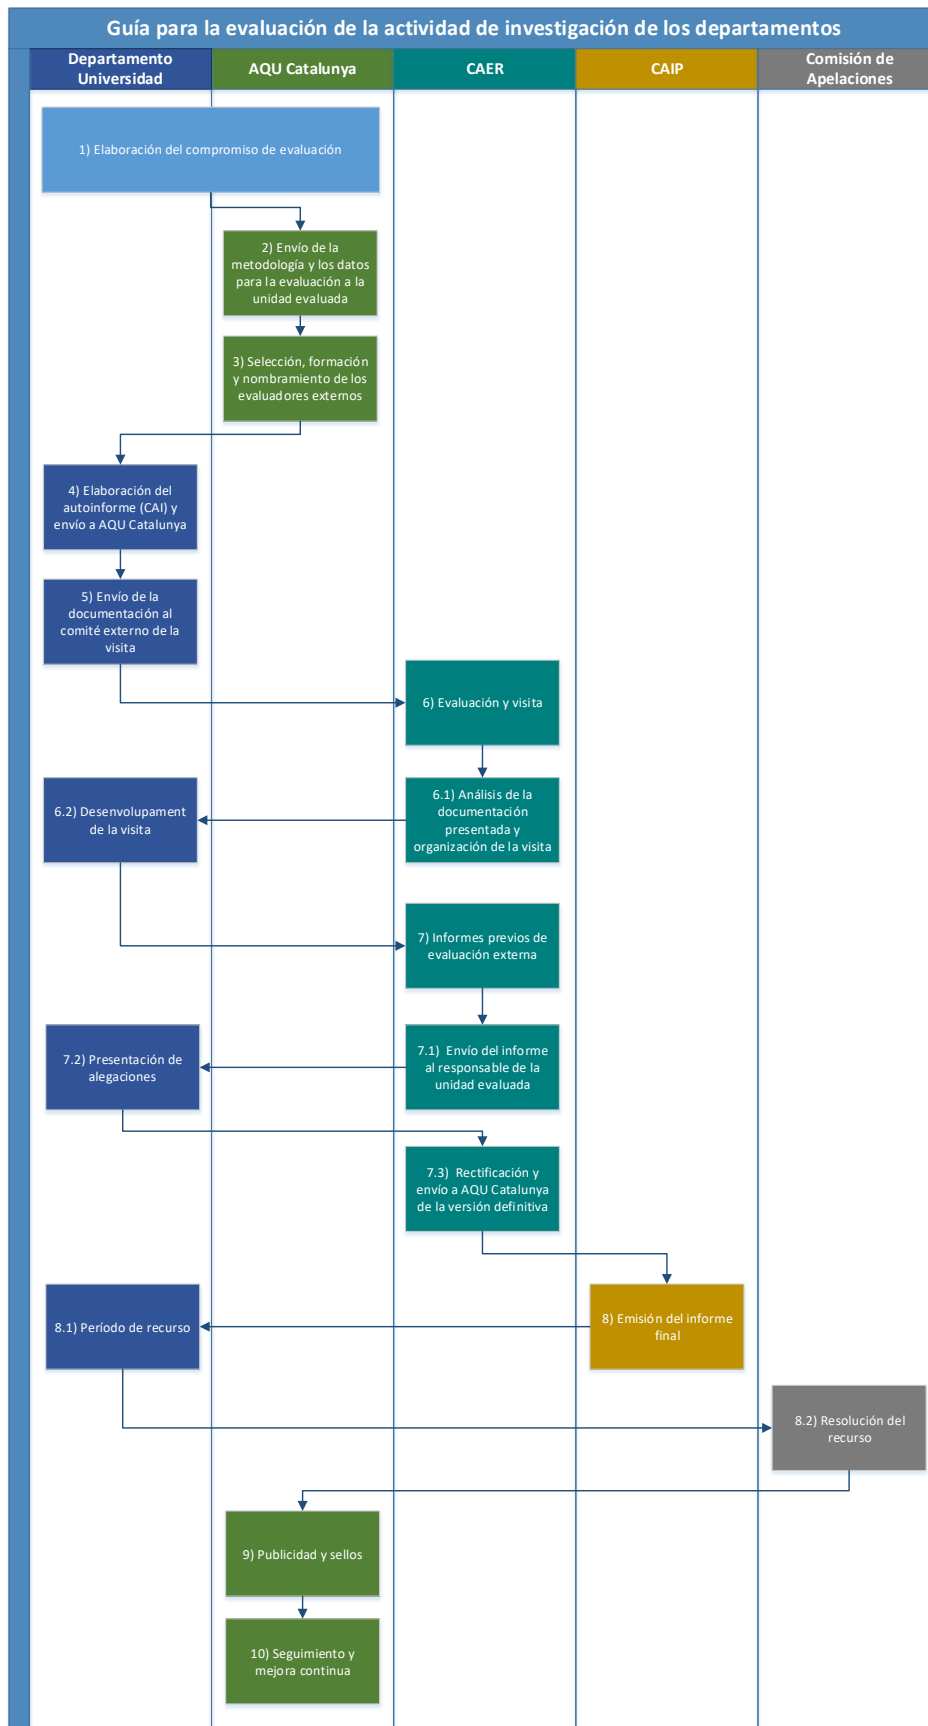 Guía para la evaluación de la actividad de investigación de los departamentos
Departamento
Universidad
AQU Catalunya
CAER
CAIP
Comisión de
Apelaciones
1) Elaboración del compromiso de evaluación
2) Envío de la
metodología y los datos
para la evaluación a la
unidad evaluada
3) Selección, formación
y nombramiento de los
evaluadores externos
4) Elaboración del
autoinforme (CAI) y
envío a AQU Catalunya
5) Envío de la
documentación al
comité externo de la
visita
6) Evaluación y visita
6.1) Análisis de la
documentación
presentada y
organización de la visita
6.2) Desenvolupament
de la visita
7) Informes previos de
evaluación externa
7.1) Envío del informe
al responsable de la
unidad evaluada
7.2) Presentación de
alegaciones
7.3) Rectificación y
envío a AQU Catalunya
de la versión definitiva
8) Emisión del informe
final
8.1) Período de recurso
8.2) Resolución del
recurso
9) Publicidad y sellos
10) Seguimiento y
mejora continua